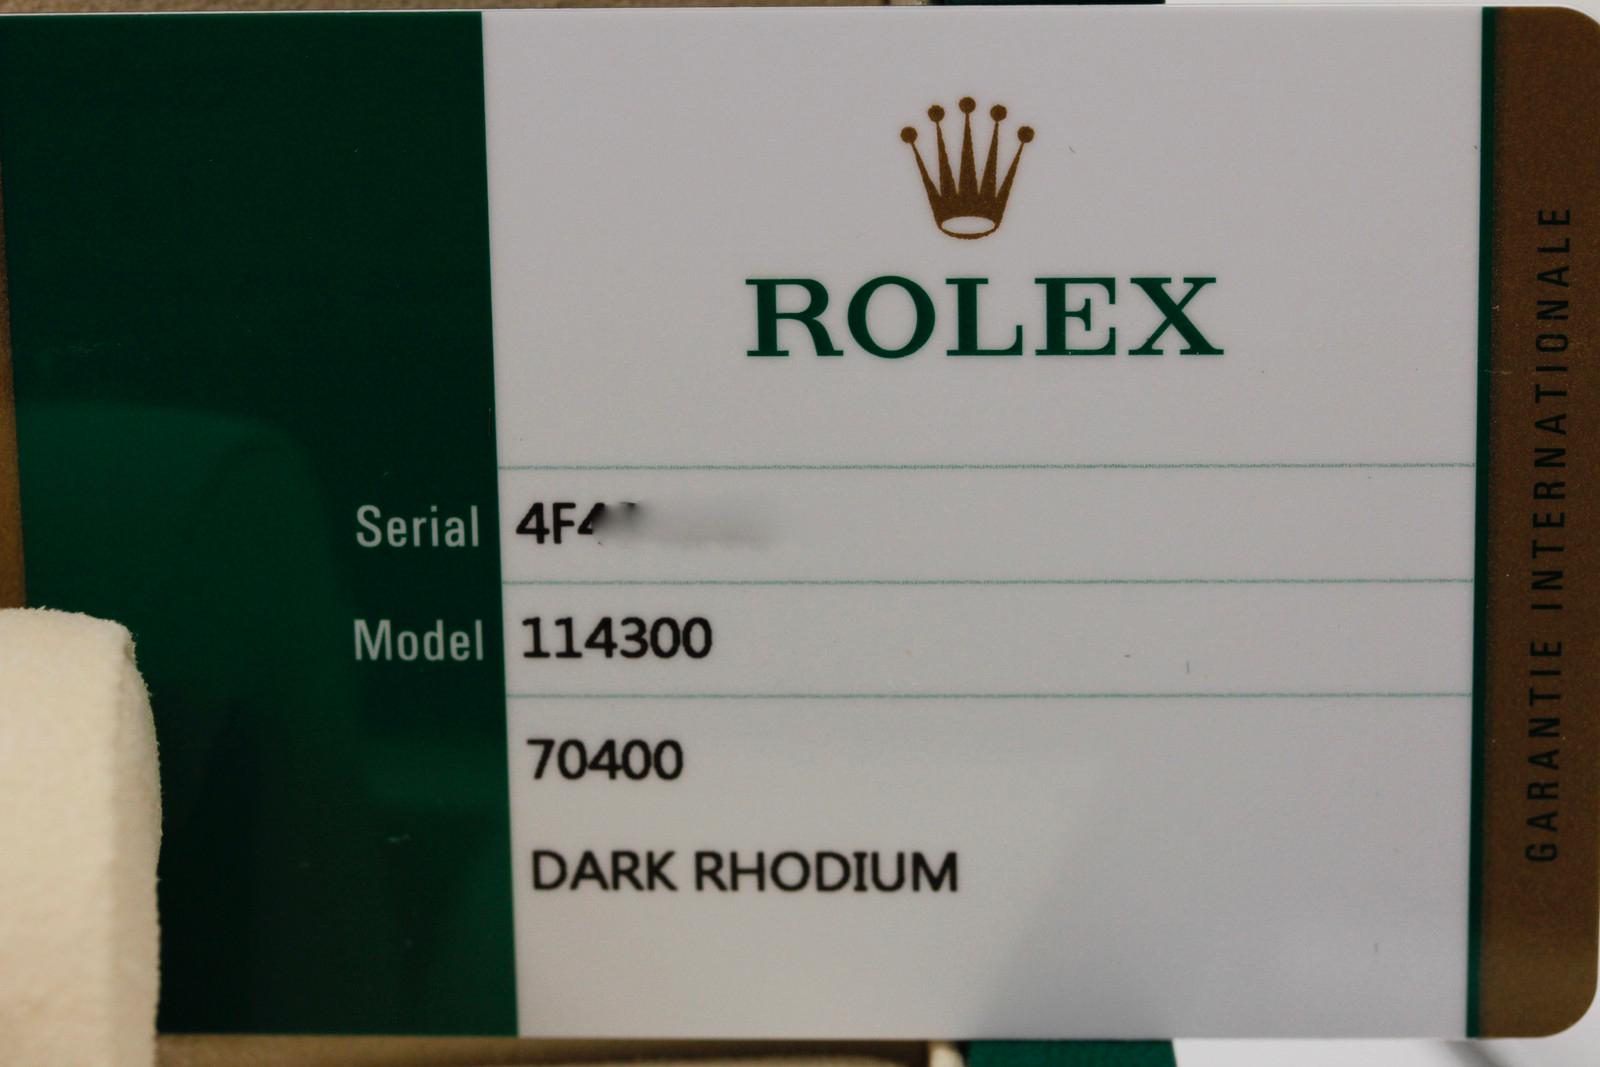 ROLEX
Serial 4F4
Model 114300
70400
DARK RHODIUM
GARANTIE INTERNATIONALE